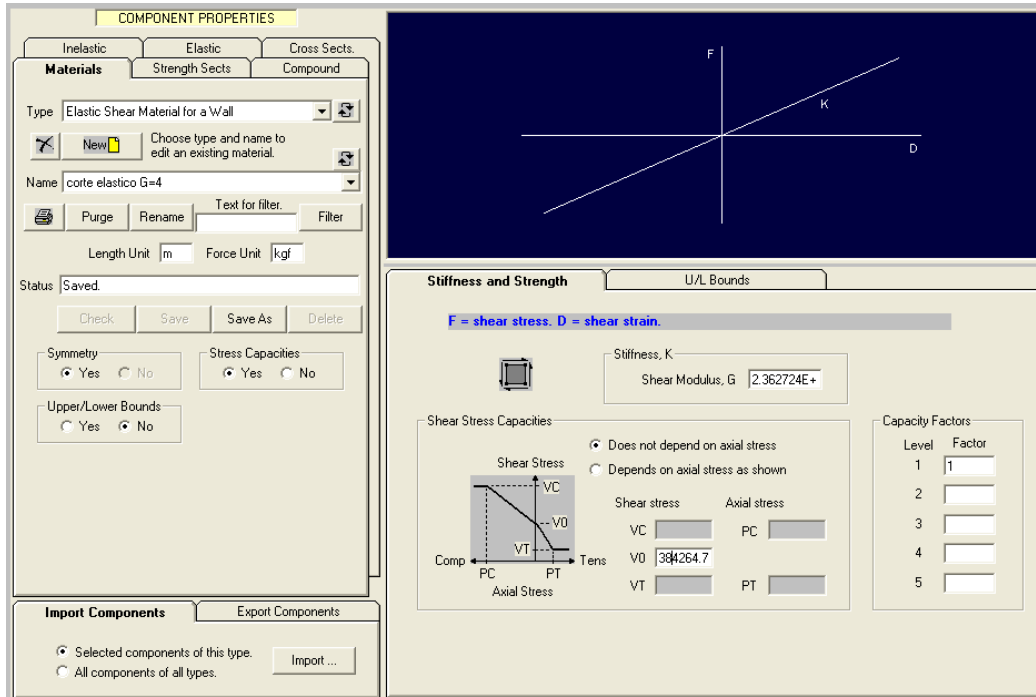 COMPONENT PROPERTIES
Inelastic Elastic Cross Sects.
Materials Strength Sects Compound
Type Elastic Shear Material for a Wall
New Choose type and name to
edit an existing material.
Name corte elastico G=4
Text for filter.
Purge Rename Filter
Length Unit m Force Unit kgf
Status Saved.
Check Save Save As Delete
Symmetry
Yes No
Stress Capacities
Yes No
Upper/Lower Bounds
Yes No
Import Components Export Components
Selected components of this type.
All components of all types.
Import ...
F
K
D
Stiffness and Strength U/L Bounds
F = shear stress. D = shear strain.
Stiffness, K
Shear Modulus, G 2.362724E+
Shear Stress Capacities
Does not depend on axial stress
Depends on axial stress as shown
Shear Stress
VC
V0
VT
Comp Tens
PC PT
Axial Stress
Shear stress Axial stress
VC PC
V0 384264.7
VT PT
Capacity Factors
Level Factor
1 1
2
3
4
5